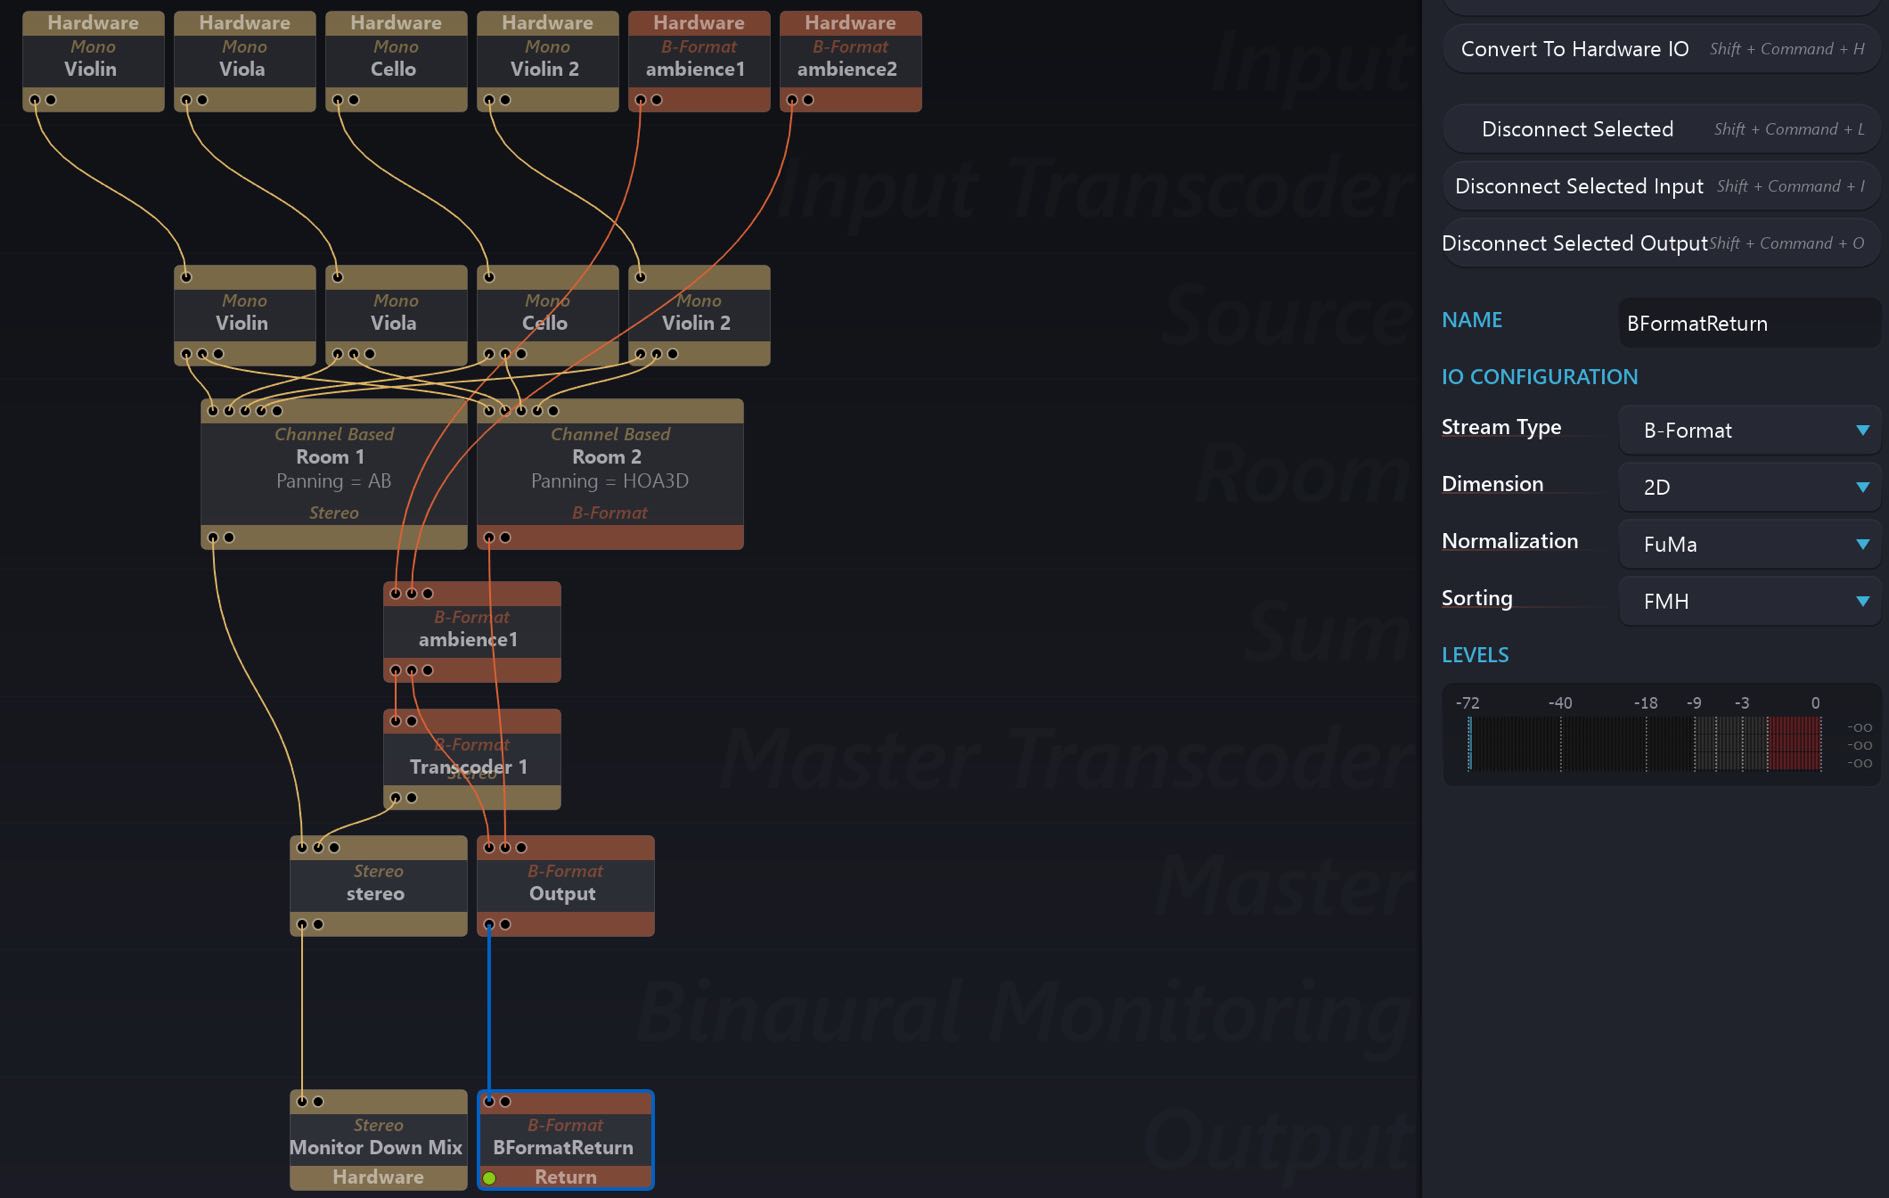 Hardware
Mono
Violin
Hardware
Mono
Viola
Hardware
Mono
Cello
Hardware
Mono
Violin 2
Hardware
B-Format
ambience1
Hardware
B-Format
ambience2
Input
Input Transcoder
Mono
Violin
Mono
Viola
Mono
Cello
Mono
Violin 2
Source
Channel Based
Room 1
Panning = AB
Stereo
Channel Based
Room 2
Panning = HOA3D
B-Format
Room
B-Format
ambience1
Sum
B-Format
Transcoder 1
Stereo
Master Transcoder
Stereo
stereo
B-Format
Output
Master
Binaural Monitoring
Stereo
Monitor Down Mix
Hardware
B-Format
BFormatReturn
Return
Output
Convert To Hardware IO Shift + Command + H
Disconnect Selected Shift + Command + L
Disconnect Selected Input Shift + Command + I
Disconnect Selected Output Shift + Command + O
NAME BFormatReturn
IO CONFIGURATION
Stream Type B-Format
Dimension 2D
Normalization FuMa
Sorting FMH
LEVELS
-72 -40 -18 -9 -3 0
-oo
-oo
-oo